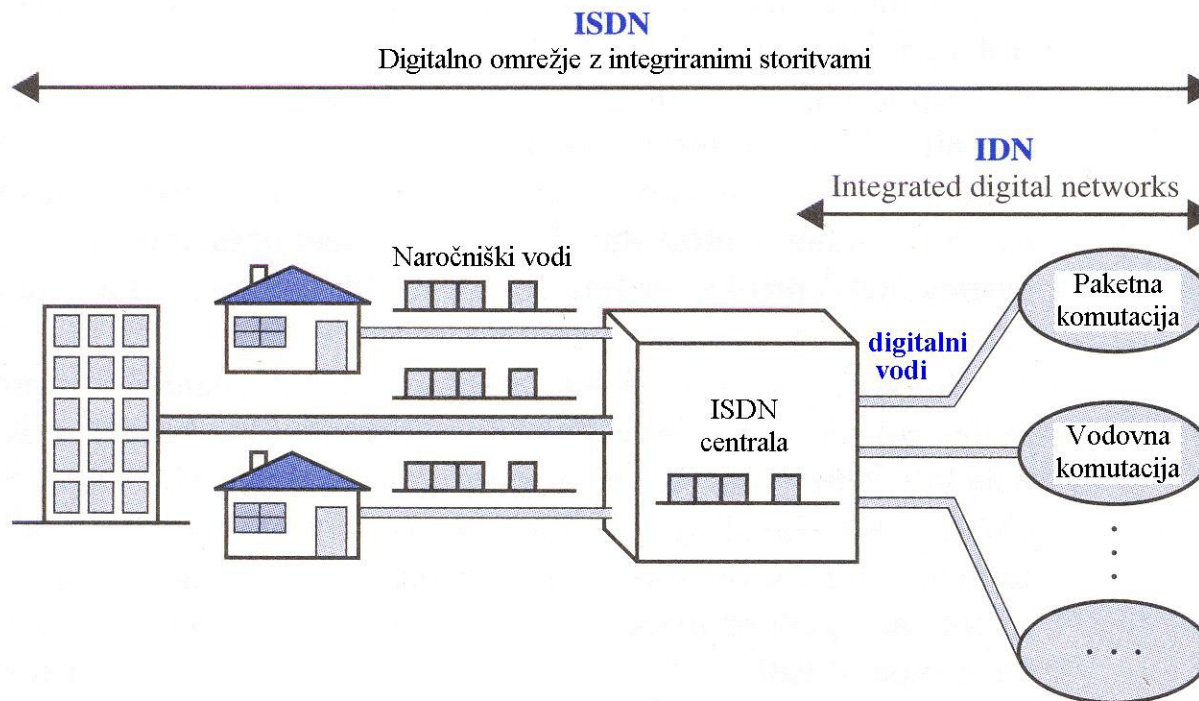 ISDN
Digitalno omrežje z integriranimi storitvami
IDN
Integrated digital networks
Naročniški vodi
digitalni
vodi
ISDN
centrala
Paketna
komutacija
Vodovna
komutacija
. . .